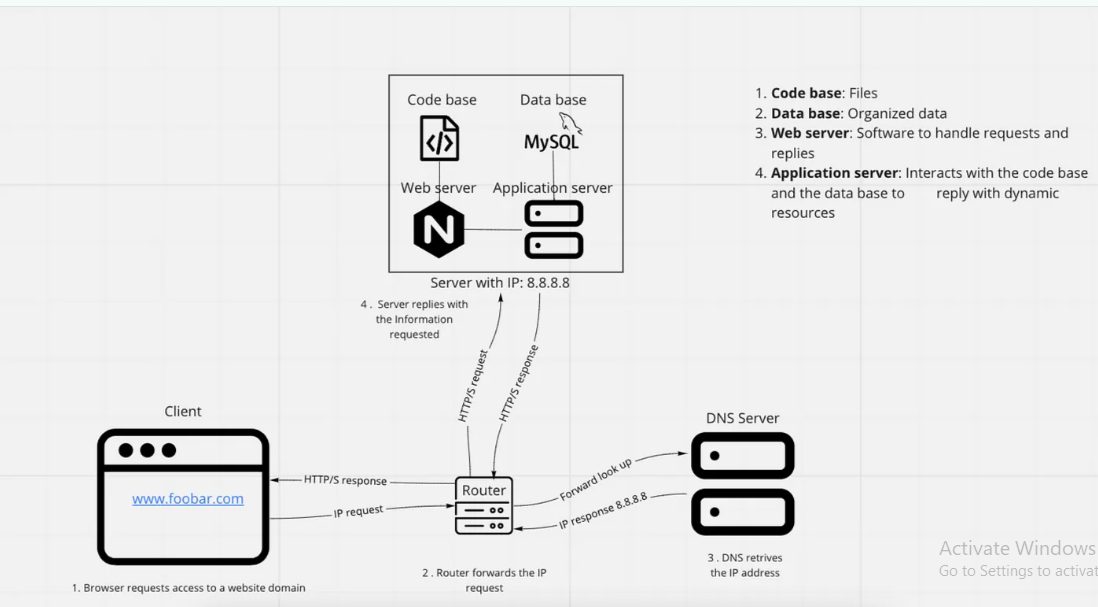 Code base
Data base
MySQL
Web server
Application server
N
Server with IP: 8.8.8.8
1. Code base: Files
2. Data base: Organized data
3. Web server: Software to handle requests and
replies
4. Application server: Interacts with the code base
and the data base to reply with dynamic
resources
4 . Server replies with
the Information
requested
HTTP/S request
HTTP/S response
Client
www.foobar.com
HTTP/S response
IP request
Router
Forward look up
IP response 8.8.8.8
DNS Server
1. Browser requests access to a website domain
2 . Router forwards the IP
request
3 . DNS retrives
the IP address
Activate Windows
Go to Settings to activat